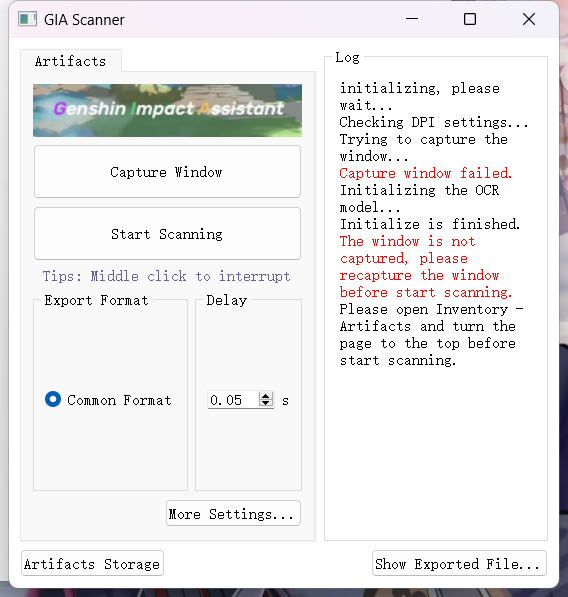 GIA Scanner
Artifacts
Genshin Impact Assistant
Capture Window
Start Scanning
Tips: Middle click to interrupt
Export Format
Common Format
Delay
0.05 s
More Settings...
Artifacts Storage
Log
initializing, please
wait...
Checking DPI settings...
Trying to capture the
window...
Capture window failed.
Initializing the OCR
model...
Initialize is finished.
The window is not
captured, please
recapture the window
before start scanning.
Please open Inventory -
Artifacts and turn the
page to the top before
start scanning.
Show Exported File...